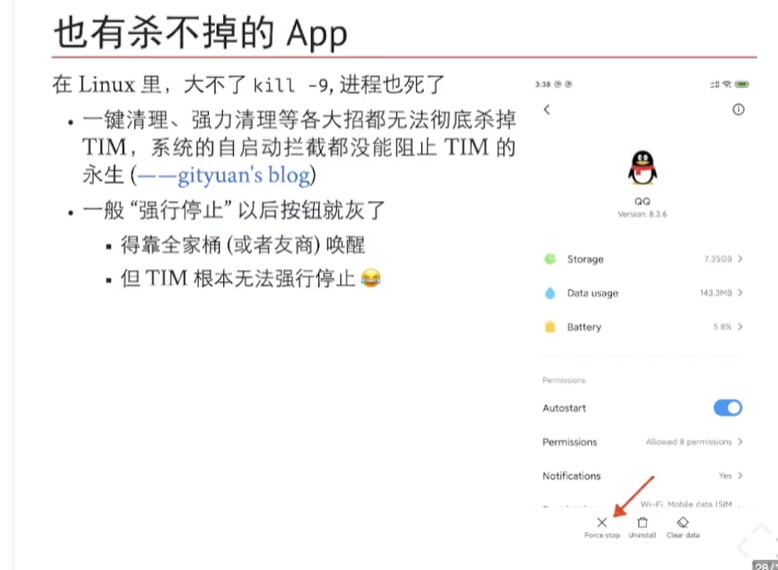 也有杀不掉的 App
在 Linux 里，大不了 kill -9, 进程也死了
• 一键清理、强力清理等各大招都无法彻底杀掉
TIM，系统的自启动拦截都没能阻止 TIM 的
永生 (——gityuan's blog)
• 一般 “强行停止” 以后按钮就灰了
▪ 得靠全家桶 (或者友商) 唤醒
▪ 但 TIM 根本无法强行停止 😂
3:38
QQ
Version: 8.3.6
Storage 7.35GB
Data usage 143.3MB
Battery 5.8%
Permissions
Autostart
Permissions Allowed 8 permissions
Notifications Yes
Wi-Fi, Mobile data (SIM
Force stop Uninstall Clear data